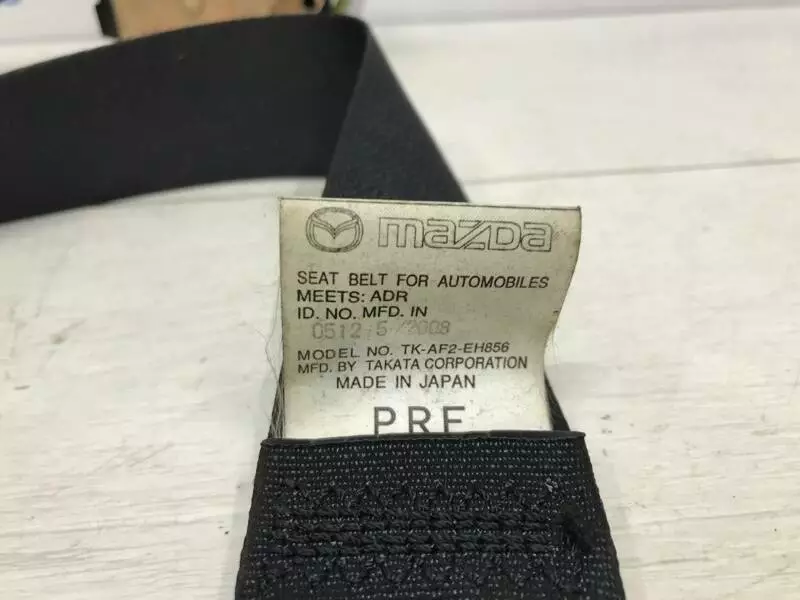 mazda
SEAT BELT FOR AUTOMOBILES
MEETS: ADR
ID. NO. MFD. IN
0512 5/2008
MODEL NO. TK-AF2-EH856
MFD. BY TAKATA CORPORATION
MADE IN JAPAN
PRE